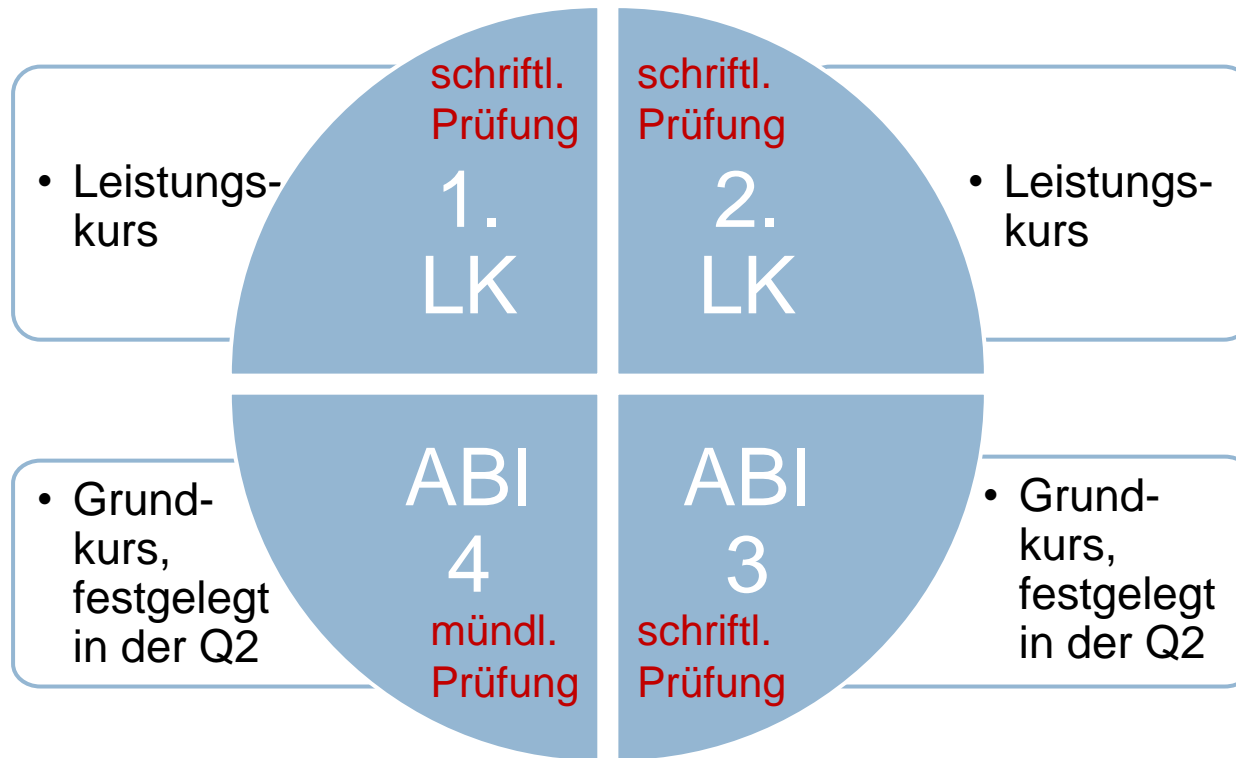 • Leistungs-
kurs
schriftl.
Prüfung
1.
LK
schriftl.
Prüfung
2.
LK
• Leistungs-
kurs
• Grund-
kurs,
festgelegt
in der Q2
ABI
4
mündl.
Prüfung
ABI
3
schriftl.
Prüfung
• Grund-
kurs,
festgelegt
in der Q2